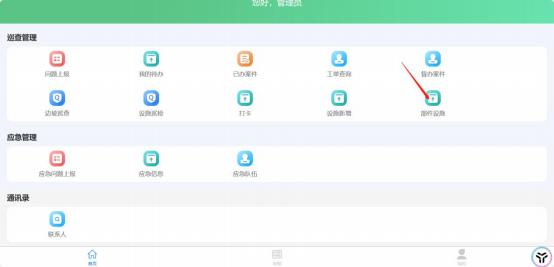 您好，管理员
巡查管理
问题上报 我的待办 已办案件 工单查询 督办案件
边坡巡查 设施巡检 打卡 设施新增 部件设施
应急管理
应急问题上报 应急信息 应急队伍
通讯录
联系人
首页